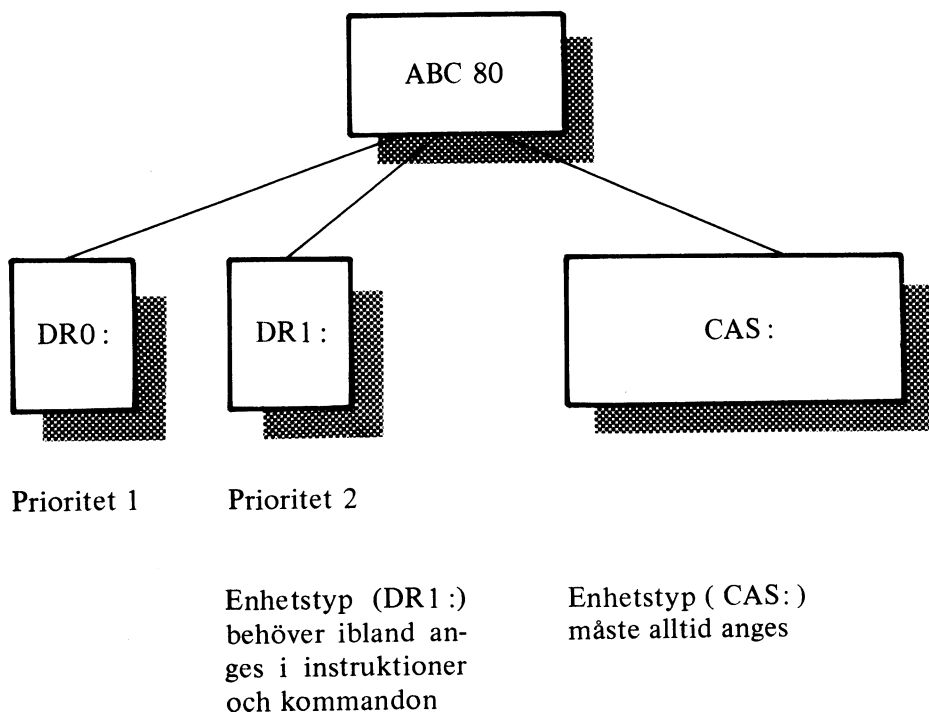 ABC 80
DR0:
DR1:
CAS:
Prioritet 1
Prioritet 2
Enhetstyp (DR1:)
behöver ibland an-
ges i instruktioner
och kommandon
Enhetstyp ( CAS: )
måste alltid anges